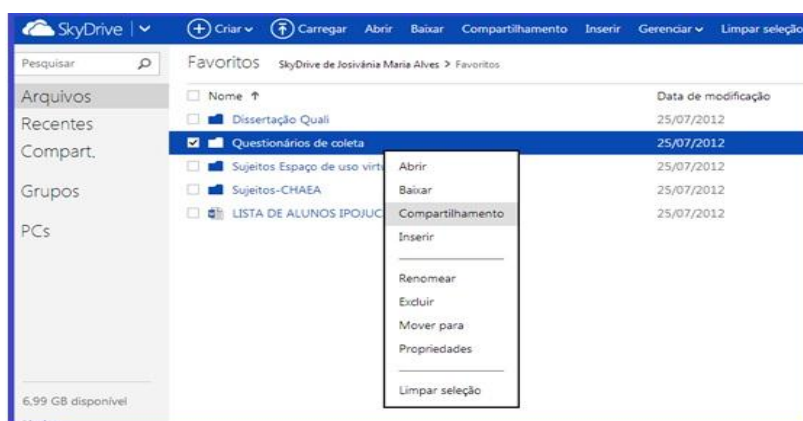 SkyDrive
Criar Carregar Abrir Baixar Compartilhamento Inserir Gerenciar Limpar seleção
Pesquisar
Favoritos SkyDrive de Josivânia Maria Alves > Favoritos
Arquivos
Recentes
Compart.
Grupos
PCs
6,99 GB disponível
Nome Data de modificação
Dissertação Quali 25/07/2012
Questionários de coleta 25/07/2012
Sujeitos Espaço de uso 25/07/2012
Sujeitos-CHAEA 25/07/2012
LISTA DE ALUNOS 25/07/2012
Abrir
Baixar
Compartilhamento
Inserir
Renomear
Excluir
Mover para
Propriedades
Limpar seleção